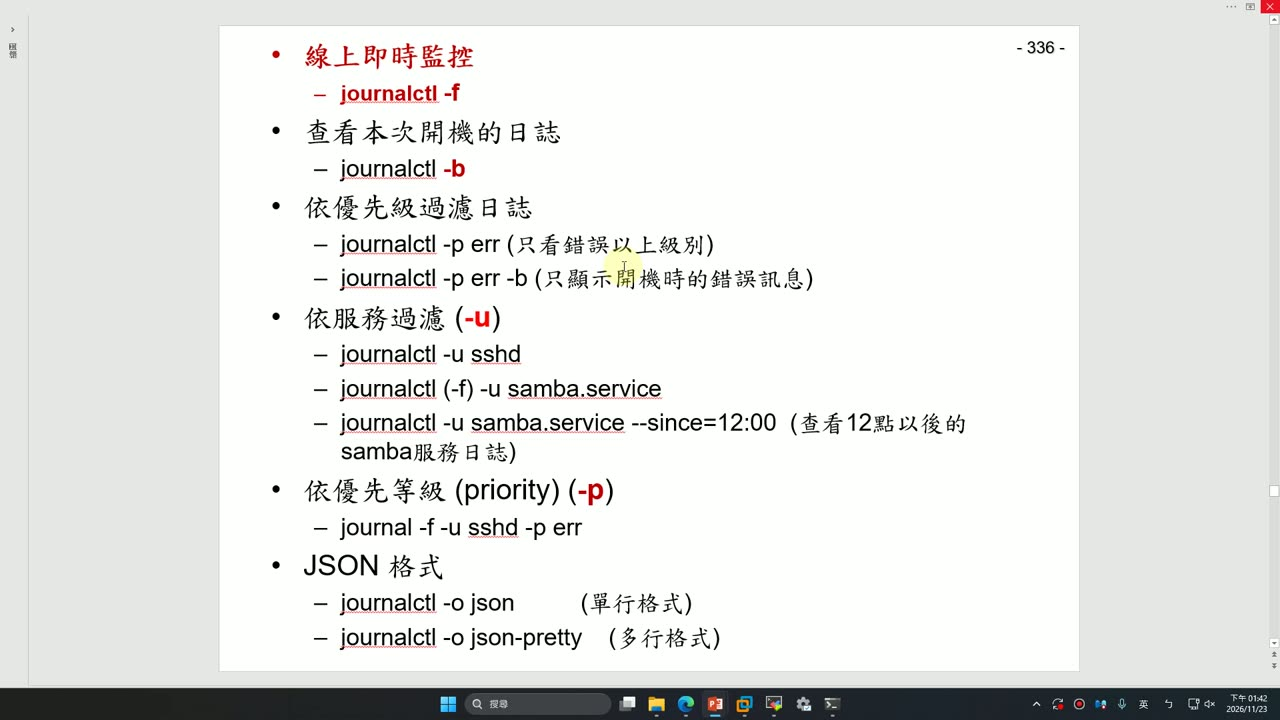 - 336 -
• 線上即時監控
– journalctl -f
• 查看本次開機的日誌
– journalctl -b
• 依優先級過濾日誌
– journalctl -p err (只看錯誤以上級別)
– journalctl -p err -b (只顯示開機時的錯誤訊息)
• 依服務過濾 (-u)
– journalctl -u sshd
– journalctl (-f) -u samba.service
– journalctl -u samba.service --since=12:00 (查看12點以後的
samba服務日誌)
• 依優先等級 (priority) (-p)
– journal -f -u sshd -p err
• JSON 格式
– journalctl -o json (單行格式)
– journalctl -o json-pretty (多行格式)
搜尋
英
下午 01:42
2026/11/23